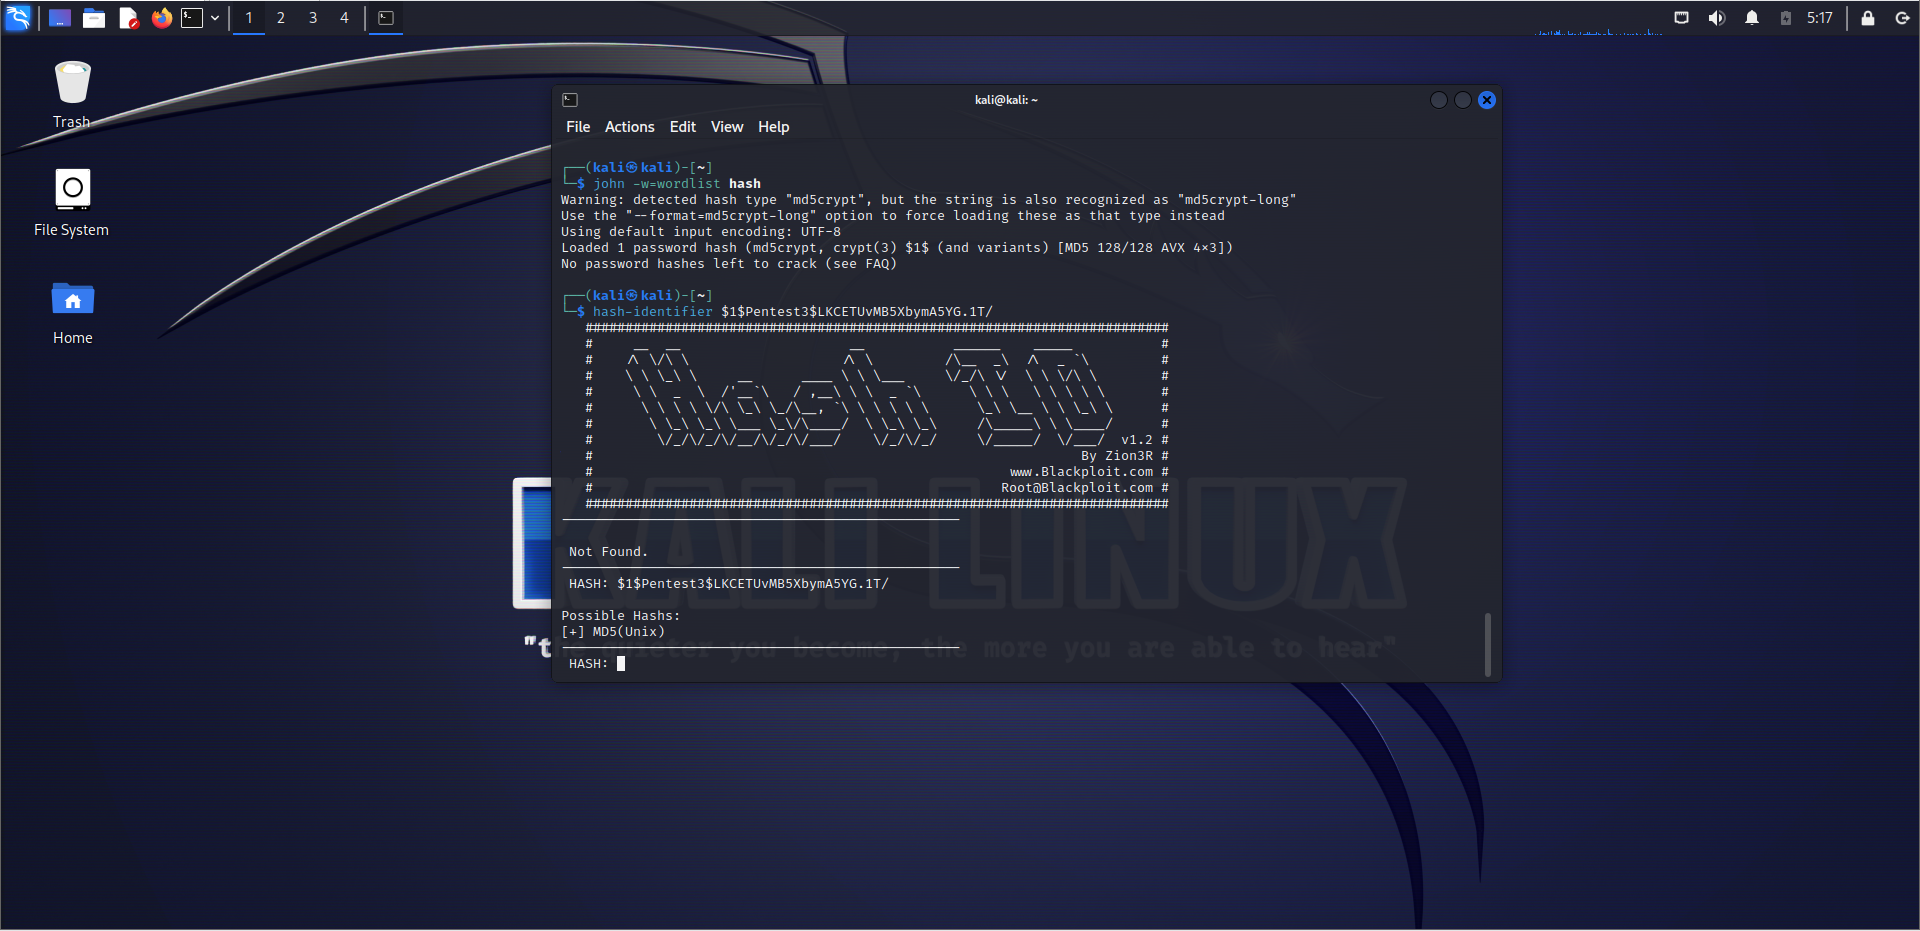 1 2 3 4
5:17
Trash
File System
Home
kali@kali: ~
File Actions Edit View Help
┌──(kali㉿kali)-[~]
└─$ john -w=wordlist hash
Warning: detected hash type "md5crypt", but the string is also recognized as "md5crypt-long"
Use the "--format=md5crypt-long" option to force loading these as that type instead
Using default input encoding: UTF-8
Loaded 1 password hash (md5crypt, crypt(3) $1$ (and variants) [MD5 128/128 AVX 4×3])
No password hashes left to crack (see FAQ)
┌──(kali㉿kali)-[~]
└─$ hash-identifier $1$Pentest3$LKCETUvMB5XbymA5YG.1T/
Hash ID
v1.2
By Zion3R
www.Blackploit.com
Root@Blackploit.com
Not Found.
HASH: $1$Pentest3$LKCETUvMB5XbymA5YG.1T/
Possible Hashs:
[+] MD5(Unix)
HASH:
KALI LINUX
"the quieter you become, the more you are able to hear"